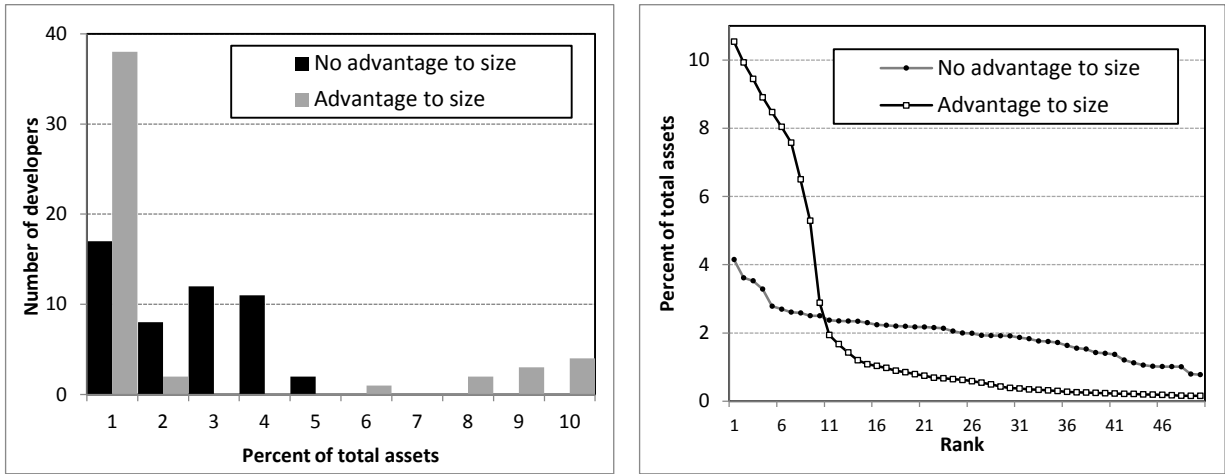 40
30
20
10
0
Number of developers
No advantage to size
Advantage to size
1 2 3 4 5 6 7 8 9 10
Percent of total assets
10
8
6
4
2
0
Percent of total assets
No advantage to size
Advantage to size
1 6 11 16 21 26 31 36 41 46
Rank